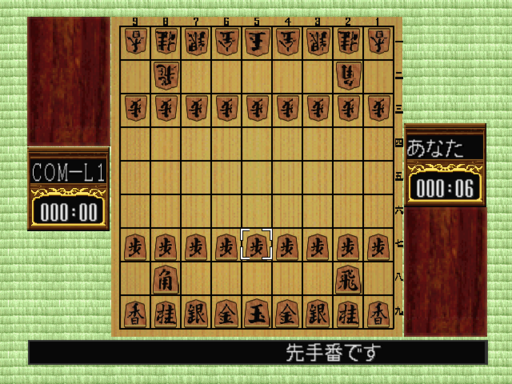 9 8 7 6 5 4 3 2 1
香 桂 銀 金 王 金 銀 桂 香 一
飛 角 二
歩 歩 歩 歩 歩 歩 歩 歩 歩 三
四
あなた
五
COM-L1
000:06
000:00
六
歩 歩 歩 歩 歩 歩 歩 歩 歩 七
角 飛 八
香 桂 銀 金 玉 金 銀 桂 香 九
先手番です